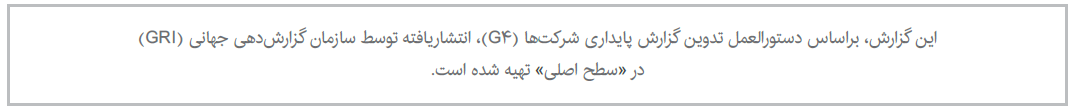 این گزارش، براساس دستورالعمل تدوین گزارش پایداری شرکت‌ها (G۴)، انتشاریافته توسط سازمان گزارش‌دهی جهانی (GRI)
در «سطح اصلی» تهیه شده است.